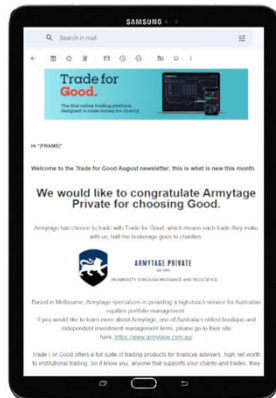 SAMSUNG
Search in mail
Trade for
Good.
The first online trading platform
designed to raise money for charity
Hi *|FNAME|*
Welcome to the Trade for Good August newsletter, this is what is new this month.
We would like to congratulate Armytage
Private for choosing Good.
Armytage has chosen to trade with Trade for Good, which means each trade they make
with us, half the brokerage goes to charities.
ARMYTAGE PRIVATE
PROSPERITY THROUGH PRUDENCE AND PERSISTENCE
Based in Melbourne, Armytage specializes in providing a high-touch service for Australian
equities portfolio management
if you would like to learn more about Armytage, one of Australia's oldest boutique and
independent investment management firms, please go to their site
here https://www.armytage.com.au/
Trade For Good offers a full suite of trading products for financial advisers, high net worth
to institutional trading. So if you know, anyone that supports your charity and trades, they